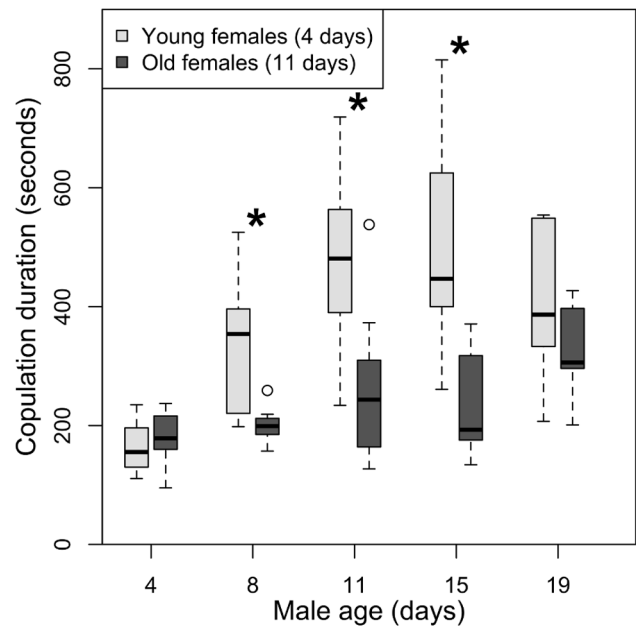 Young females (4 days)
Old females (11 days)
*
*
*
Copulation duration (seconds)
800
600
400
200
0
4 8 11 15 19
Male age (days)